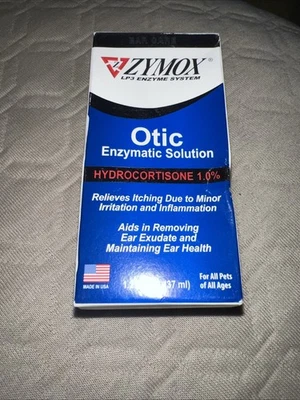 EAR CARE
ZYMOX®
LP3 ENZYME SYSTEM
Otic
Enzymatic Solution
HYDROCORTISONE 1.0%
Relieves Itching Due to Minor
Irritation and Inflammation
Aids in Removing
Ear Exudate and
Maintaining Ear Health
MADE IN USA
37 ml)
For All Pets
of All Ages